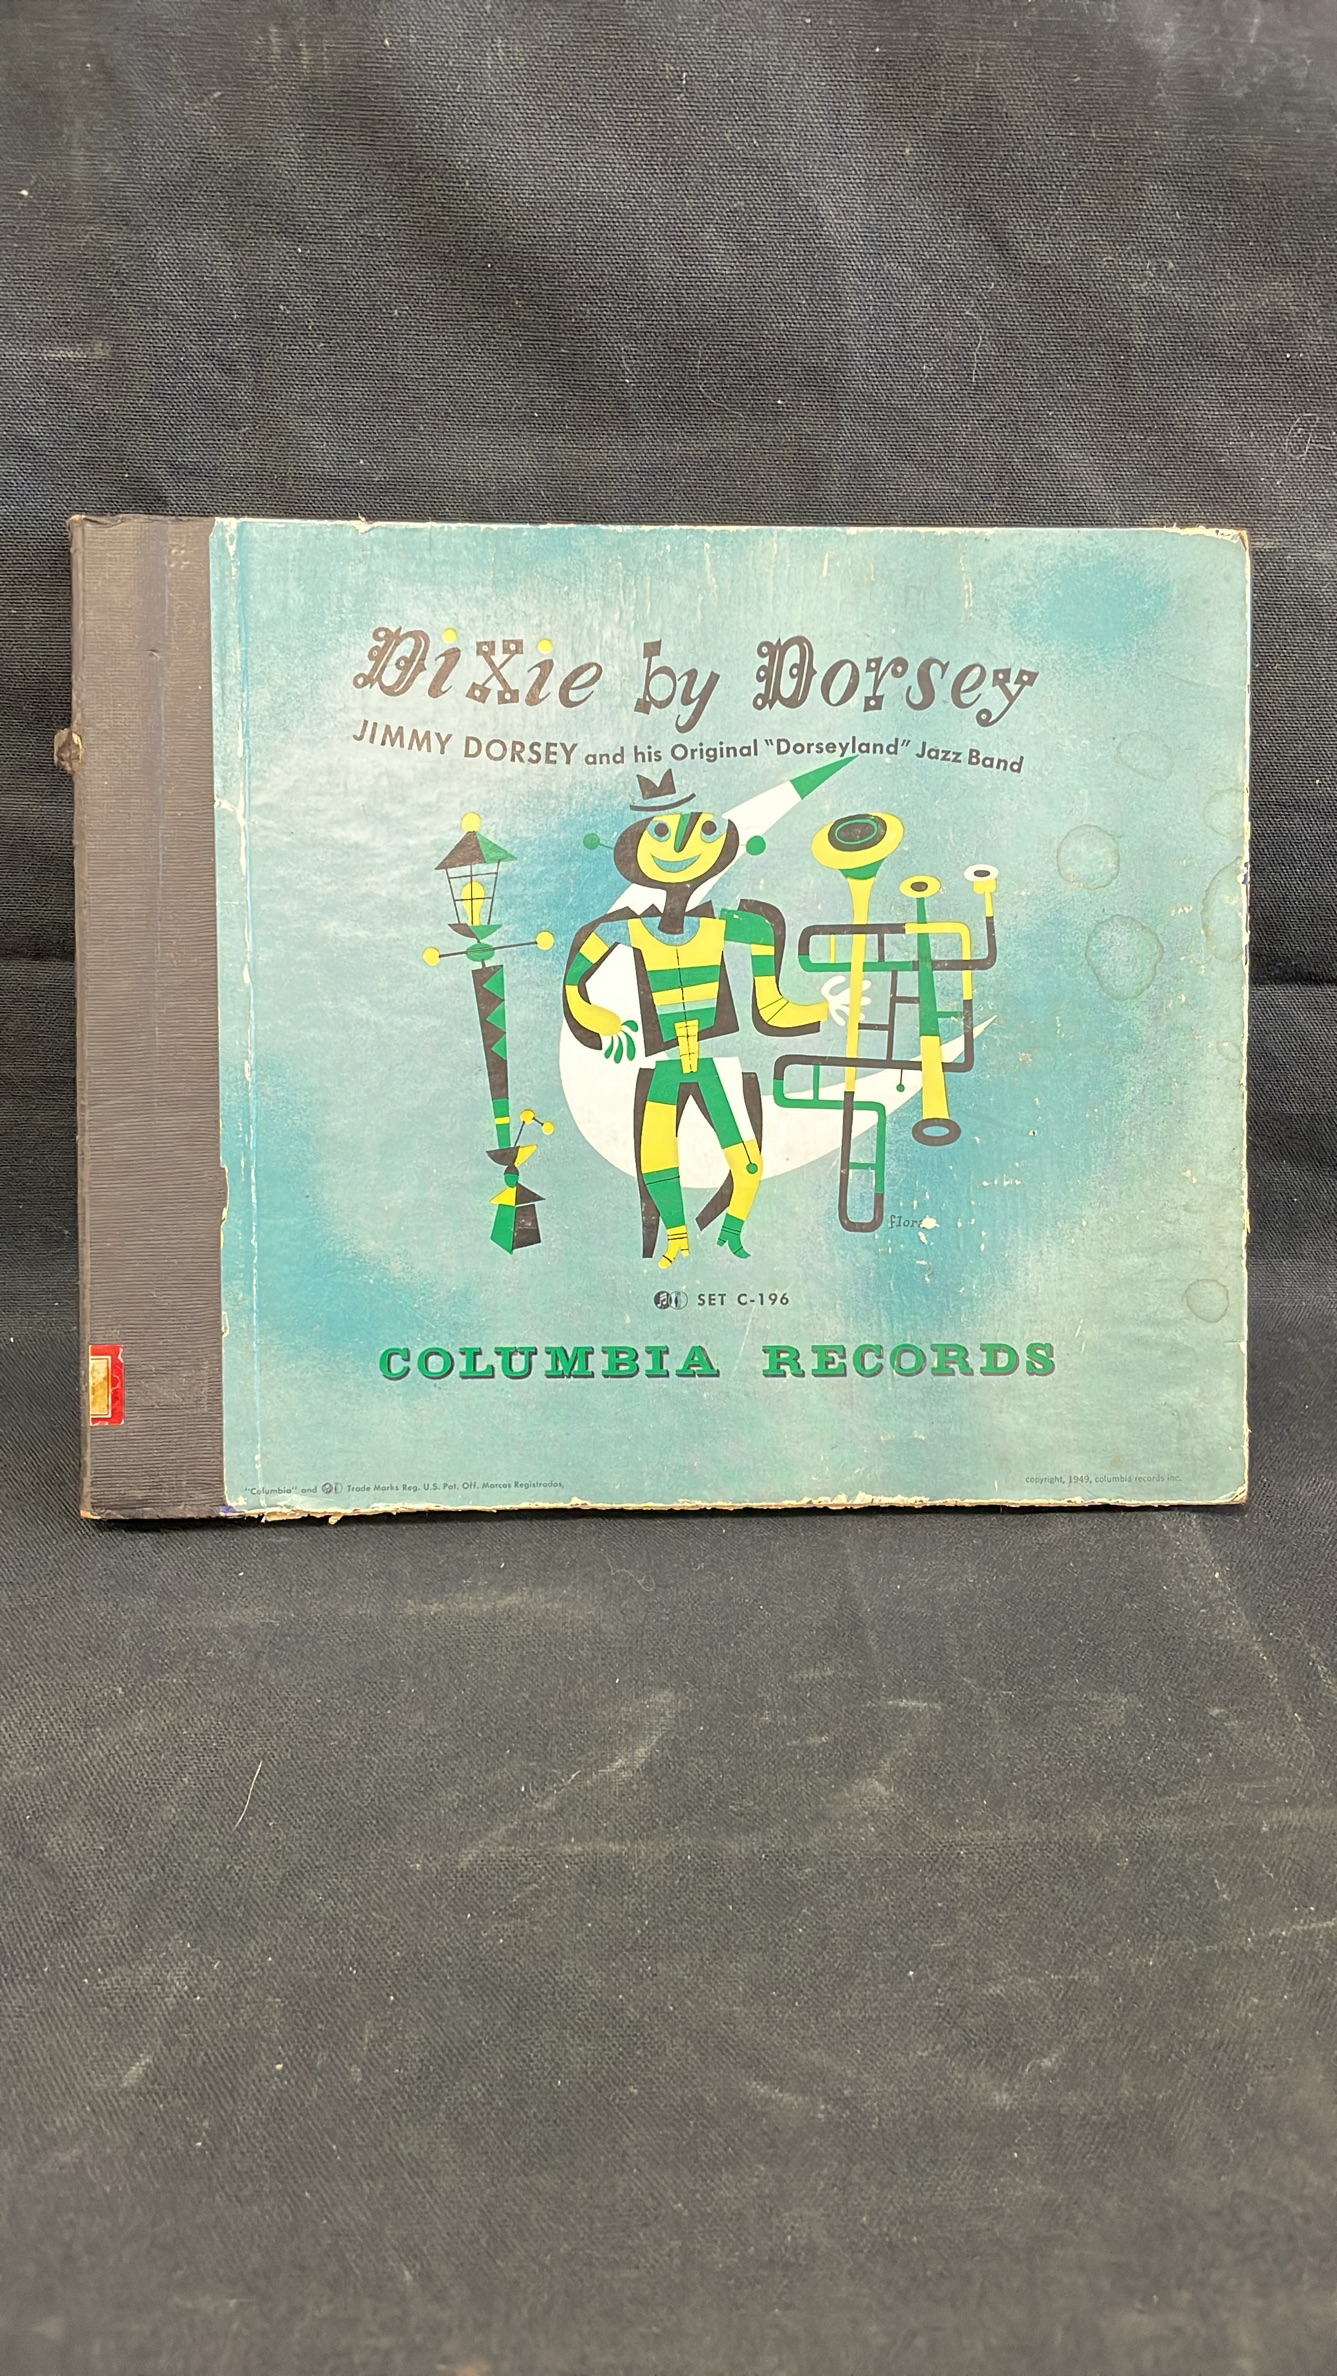 Dixie by Dorsey
JIMMY DORSEY and his Original "Dorseyland" Jazz Band
SET C-196
COLUMBIA RECORDS
"Columbia" and Trade Marks Reg. U.S. Pat. Off. Marcas Registradas.
copyright, 1949, columbia records inc.